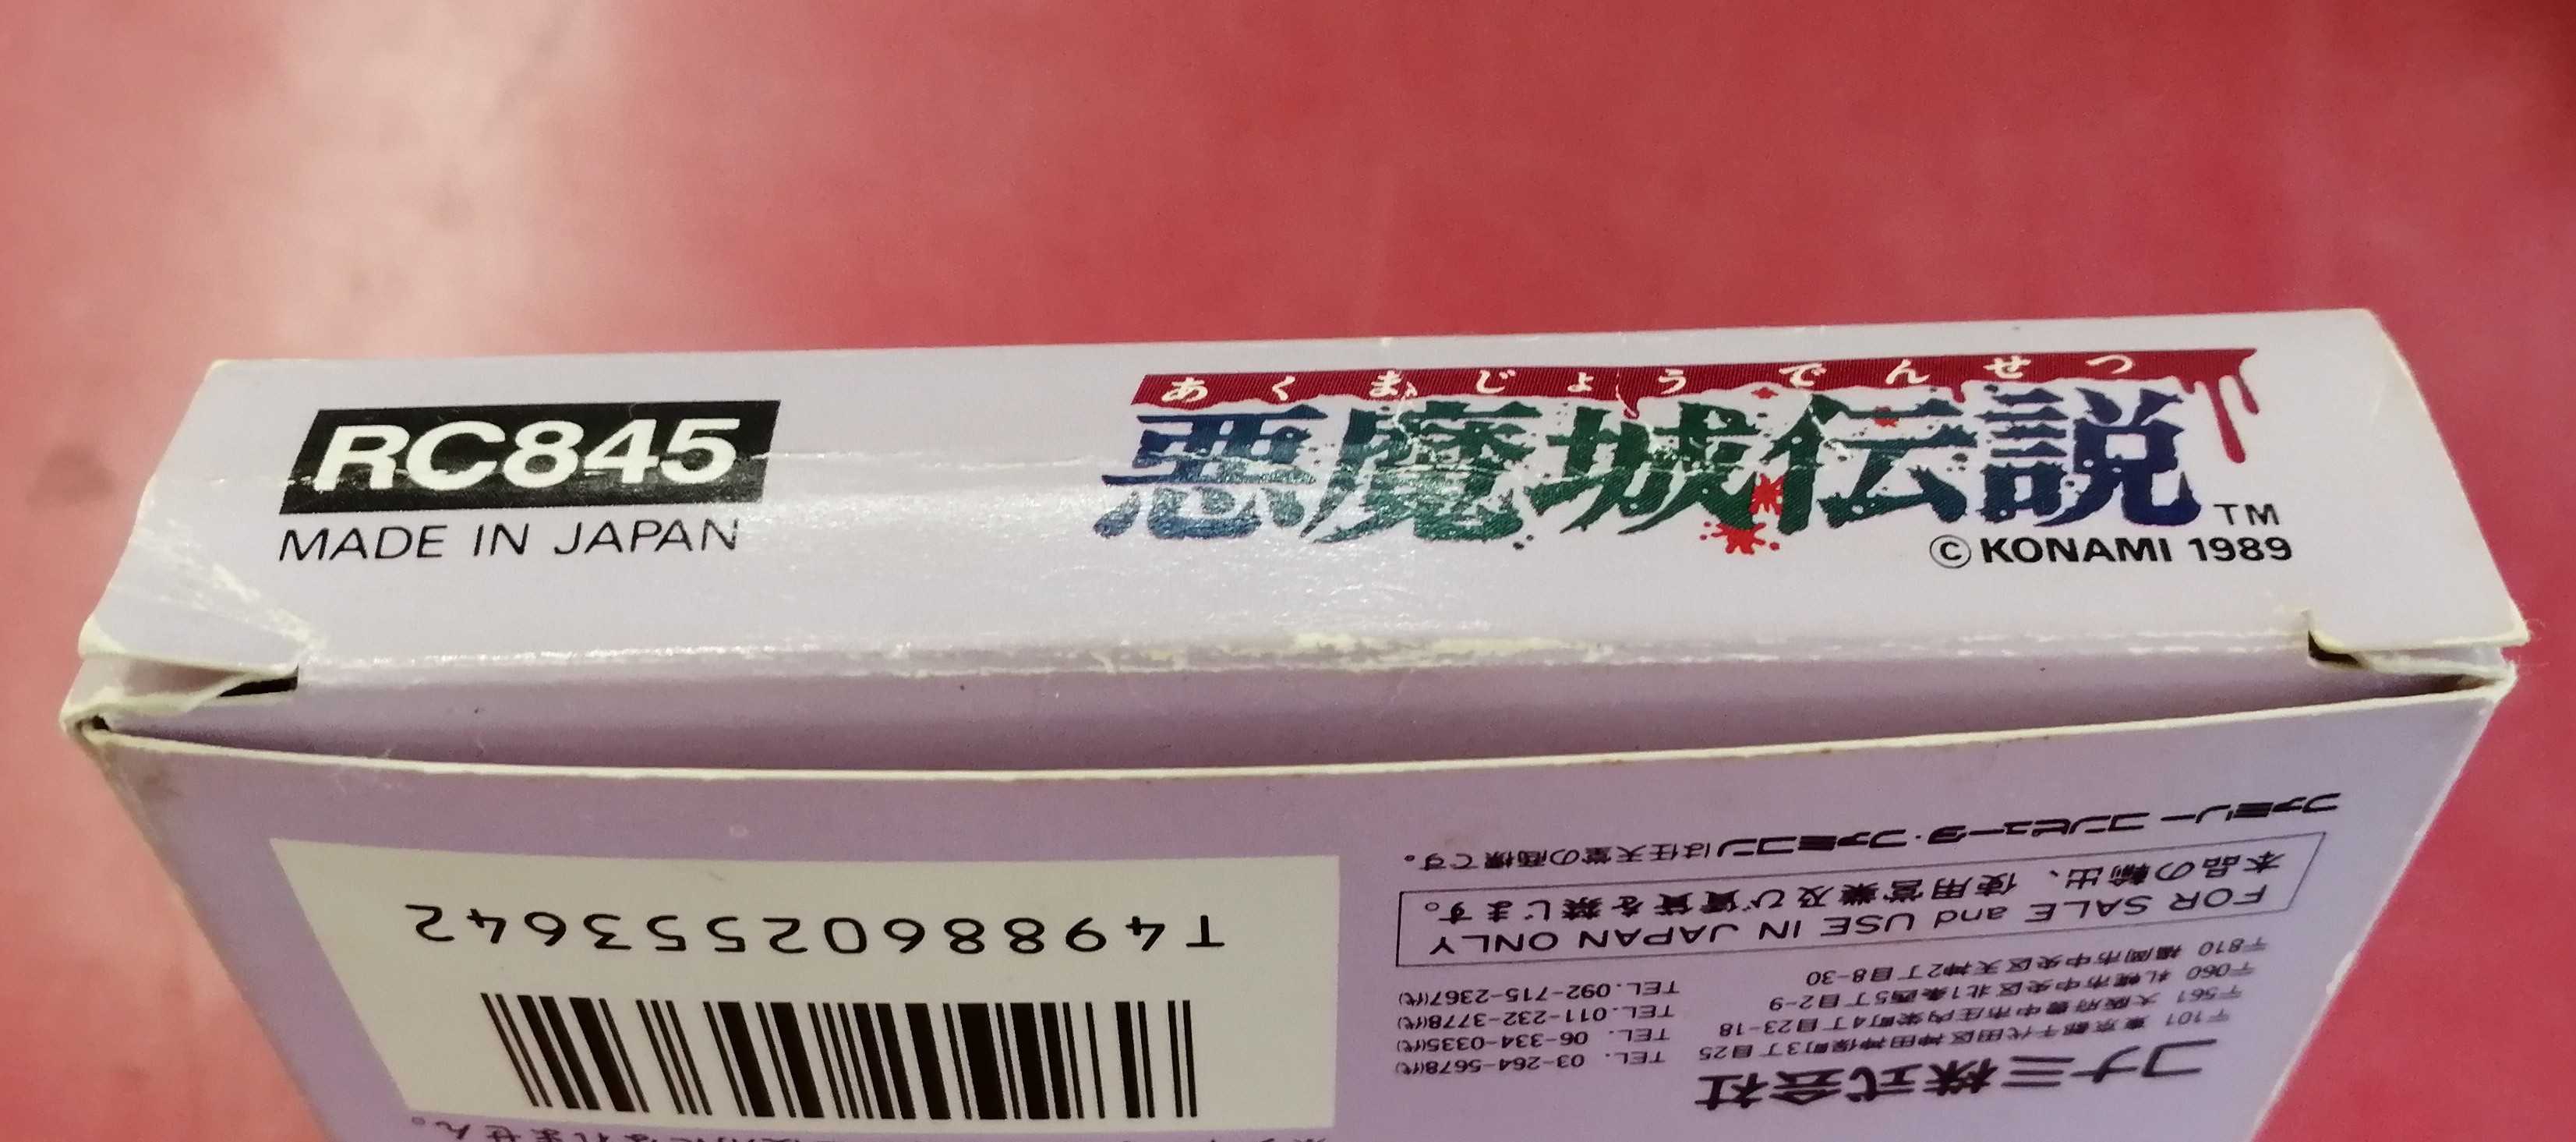 RC845
MADE IN JAPAN
あくまじょうでんせつ
悪魔城伝説
TM
©KONAMI 1989
コナミ株式会社
〒101 東京都千代田区神田神保町3丁目25 TEL. 03-264-5678(代)
〒561 大阪府豊中市庄内栄町4丁目23-18 TEL. 06-334-0335(代)
〒060 札幌市中央区北1条西5丁目2-9 TEL.011-232-3778(代)
〒810 福岡市中央区天神2丁目8-30 TEL.092-715-2367(代)
FOR SALE and USE IN JAPAN ONLY
本品の輸出、使用営業及び賃貸を禁じます。
ファミリーコンピュータ・ファミコンは任天堂の商標です。
T4988602553642